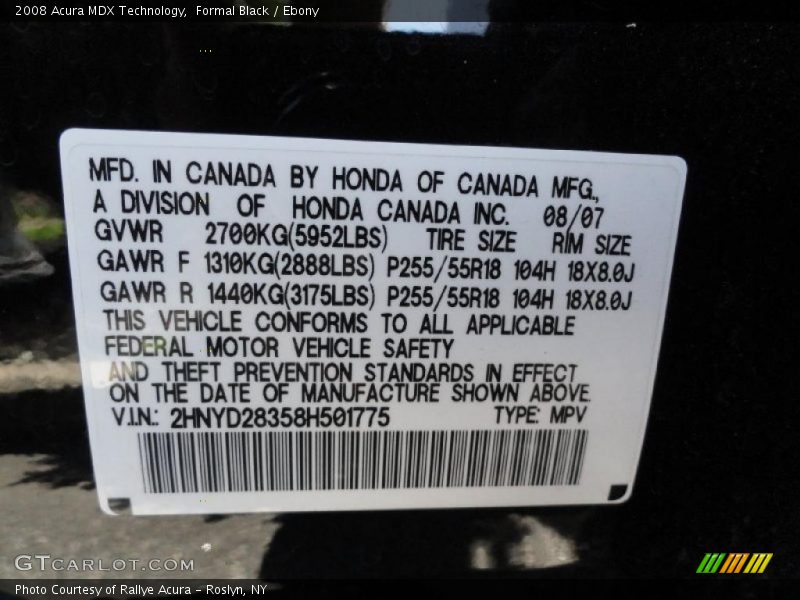 2008 Acura MDX Technology,  Formal Black / Ebony
MFD. IN CANADA BY HONDA OF CANADA MFG.,
A DIVISION OF HONDA CANADA INC. 08/07
GVWR 2700KG(5952LBS) TIRE SIZE RIM SIZE
GAWR F 1310KG(2888LBS) P255/55R18 104H 18X8.0J
GAWR R 1440KG(3175LBS) P255/55R18 104H 18X8.0J
THIS VEHICLE CONFORMS TO ALL APPLICABLE
FEDERAL MOTOR VEHICLE SAFETY
AND THEFT PREVENTION STANDARDS IN EFFECT
ON THE DATE OF MANUFACTURE SHOWN ABOVE.
V.I.N.: 2HNYD28358H501775 TYPE: MPV
GTCARLOT.COM
Photo Courtesy of Rallye Acura - Roslyn, NY